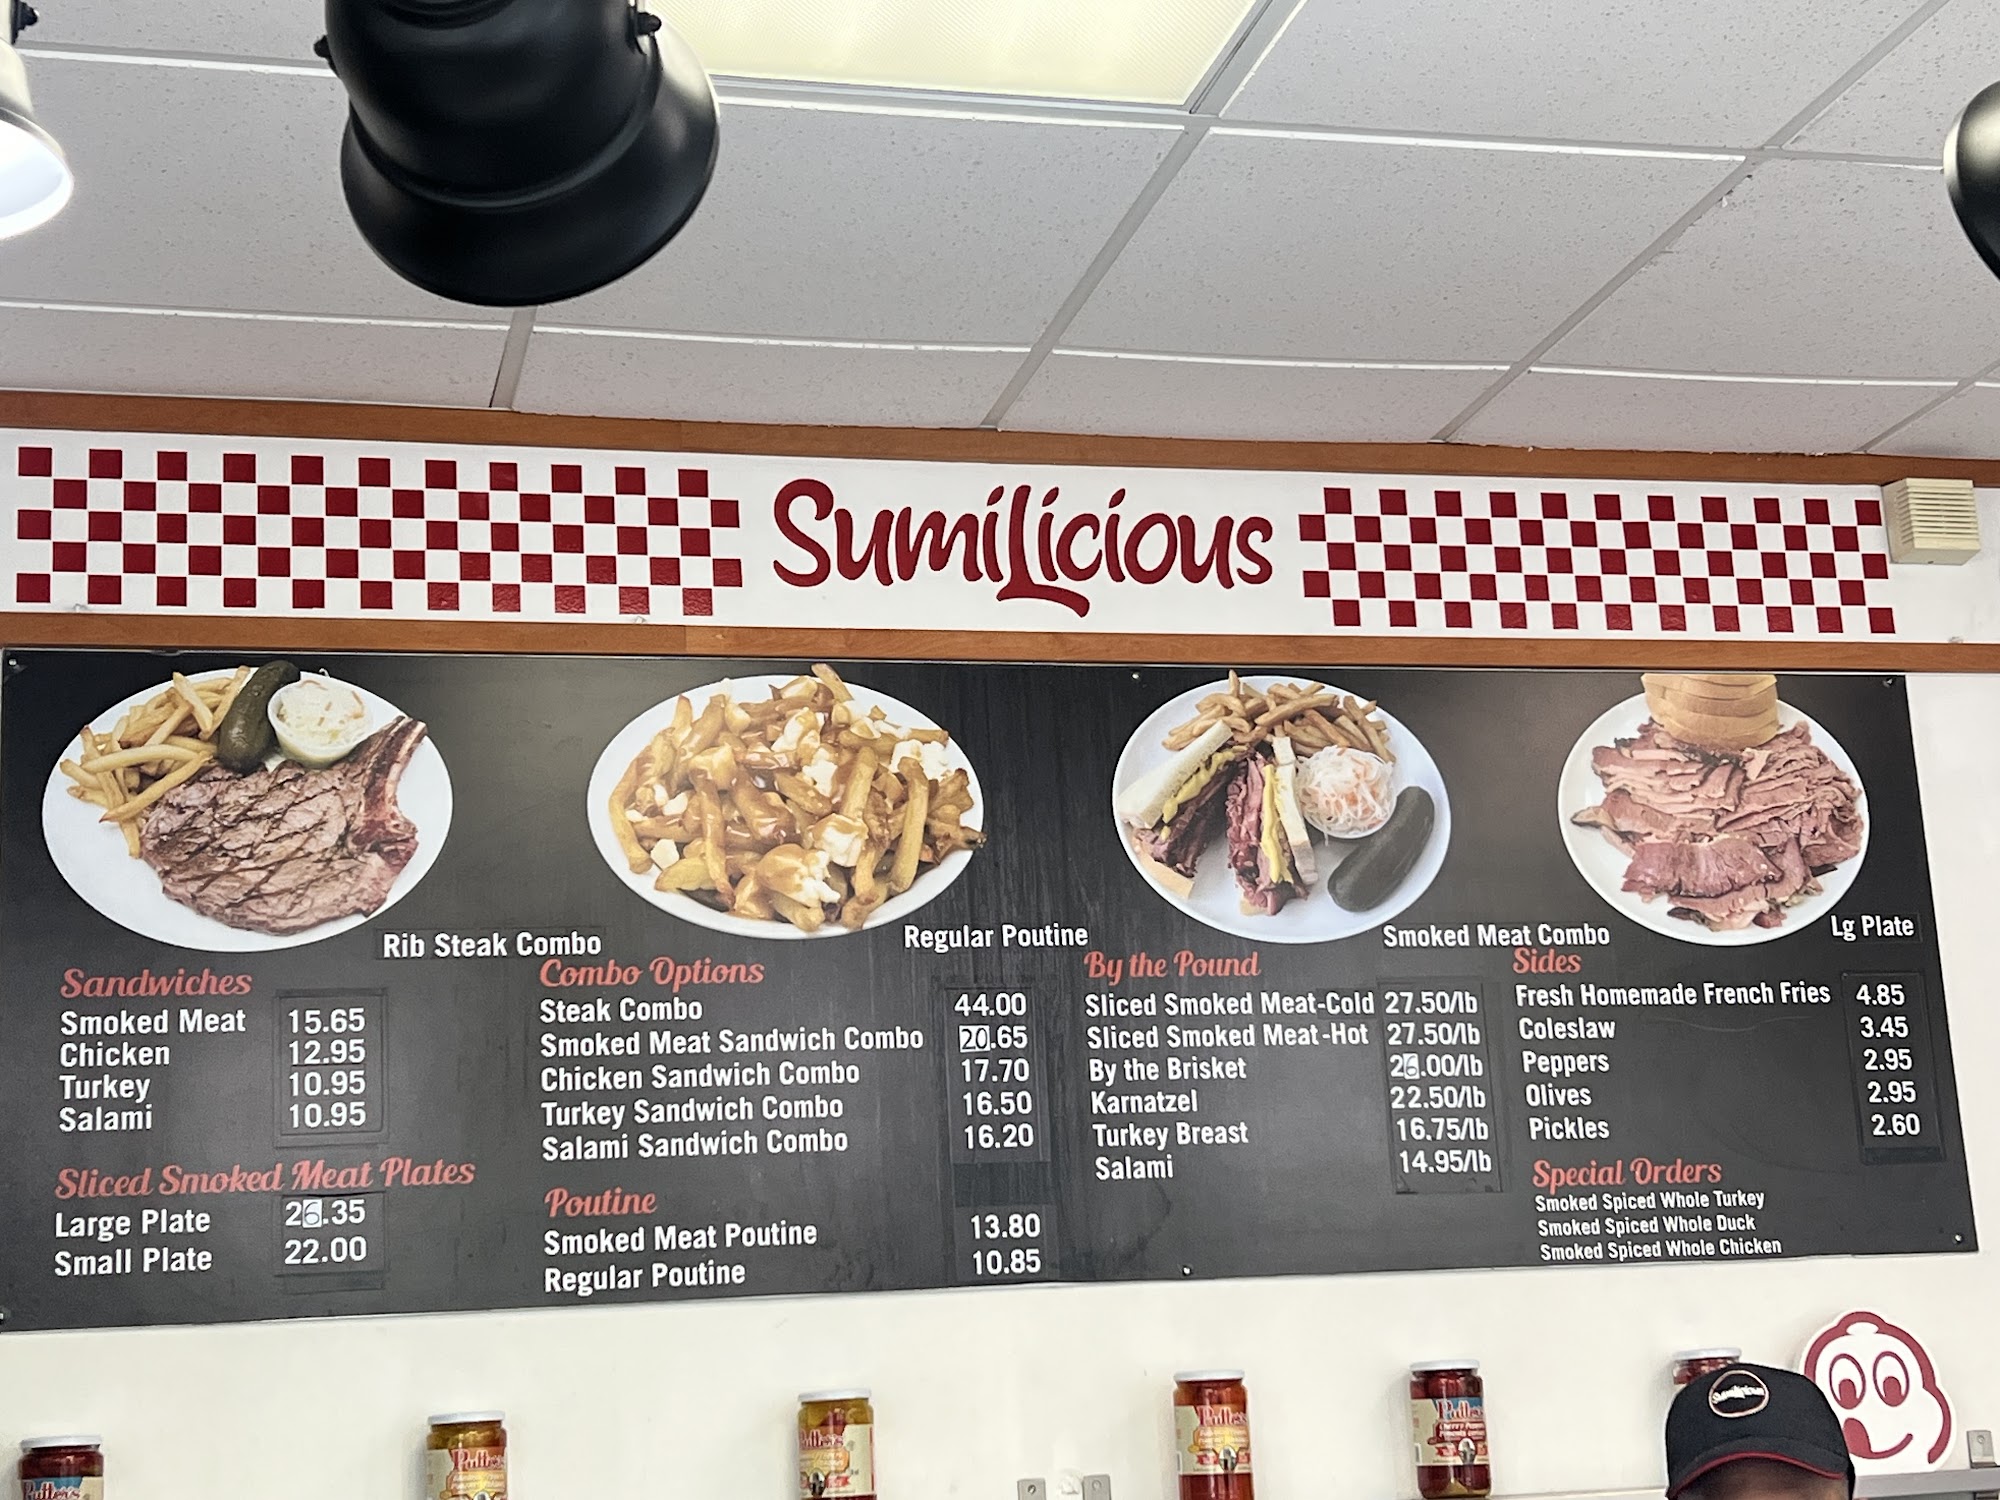 SumiLicious
Rib Steak Combo
Regular Poutine
Smoked Meat Combo
Lg Plate
Sandwiches
Smoked Meat 15.65
Chicken 12.95
Turkey 10.95
Salami 10.95
Sliced Smoked Meat Plates
Large Plate 26.35
Small Plate 22.00
Combo Options
Steak Combo 44.00
Smoked Meat Sandwich Combo 20.65
Chicken Sandwich Combo 17.70
Turkey Sandwich Combo 16.50
Salami Sandwich Combo 16.20
Poutine
Smoked Meat Poutine 13.80
Regular Poutine 10.85
By the Pound
Sliced Smoked Meat-Cold 27.50/lb
Sliced Smoked Meat-Hot 27.50/lb
By the Brisket 26.00/lb
Karnatzel 22.50/lb
Turkey Breast 16.75/lb
Salami 14.95/lb
Sides
Fresh Homemade French Fries 4.85
Coleslaw 3.45
Peppers 2.95
Olives 2.95
Pickles 2.60
Special Orders
Smoked Spiced Whole Turkey
Smoked Spiced Whole Duck
Smoked Spiced Whole Chicken
Putter's
Putter's
Putter's
Putter's
Putter's
SumiLicious